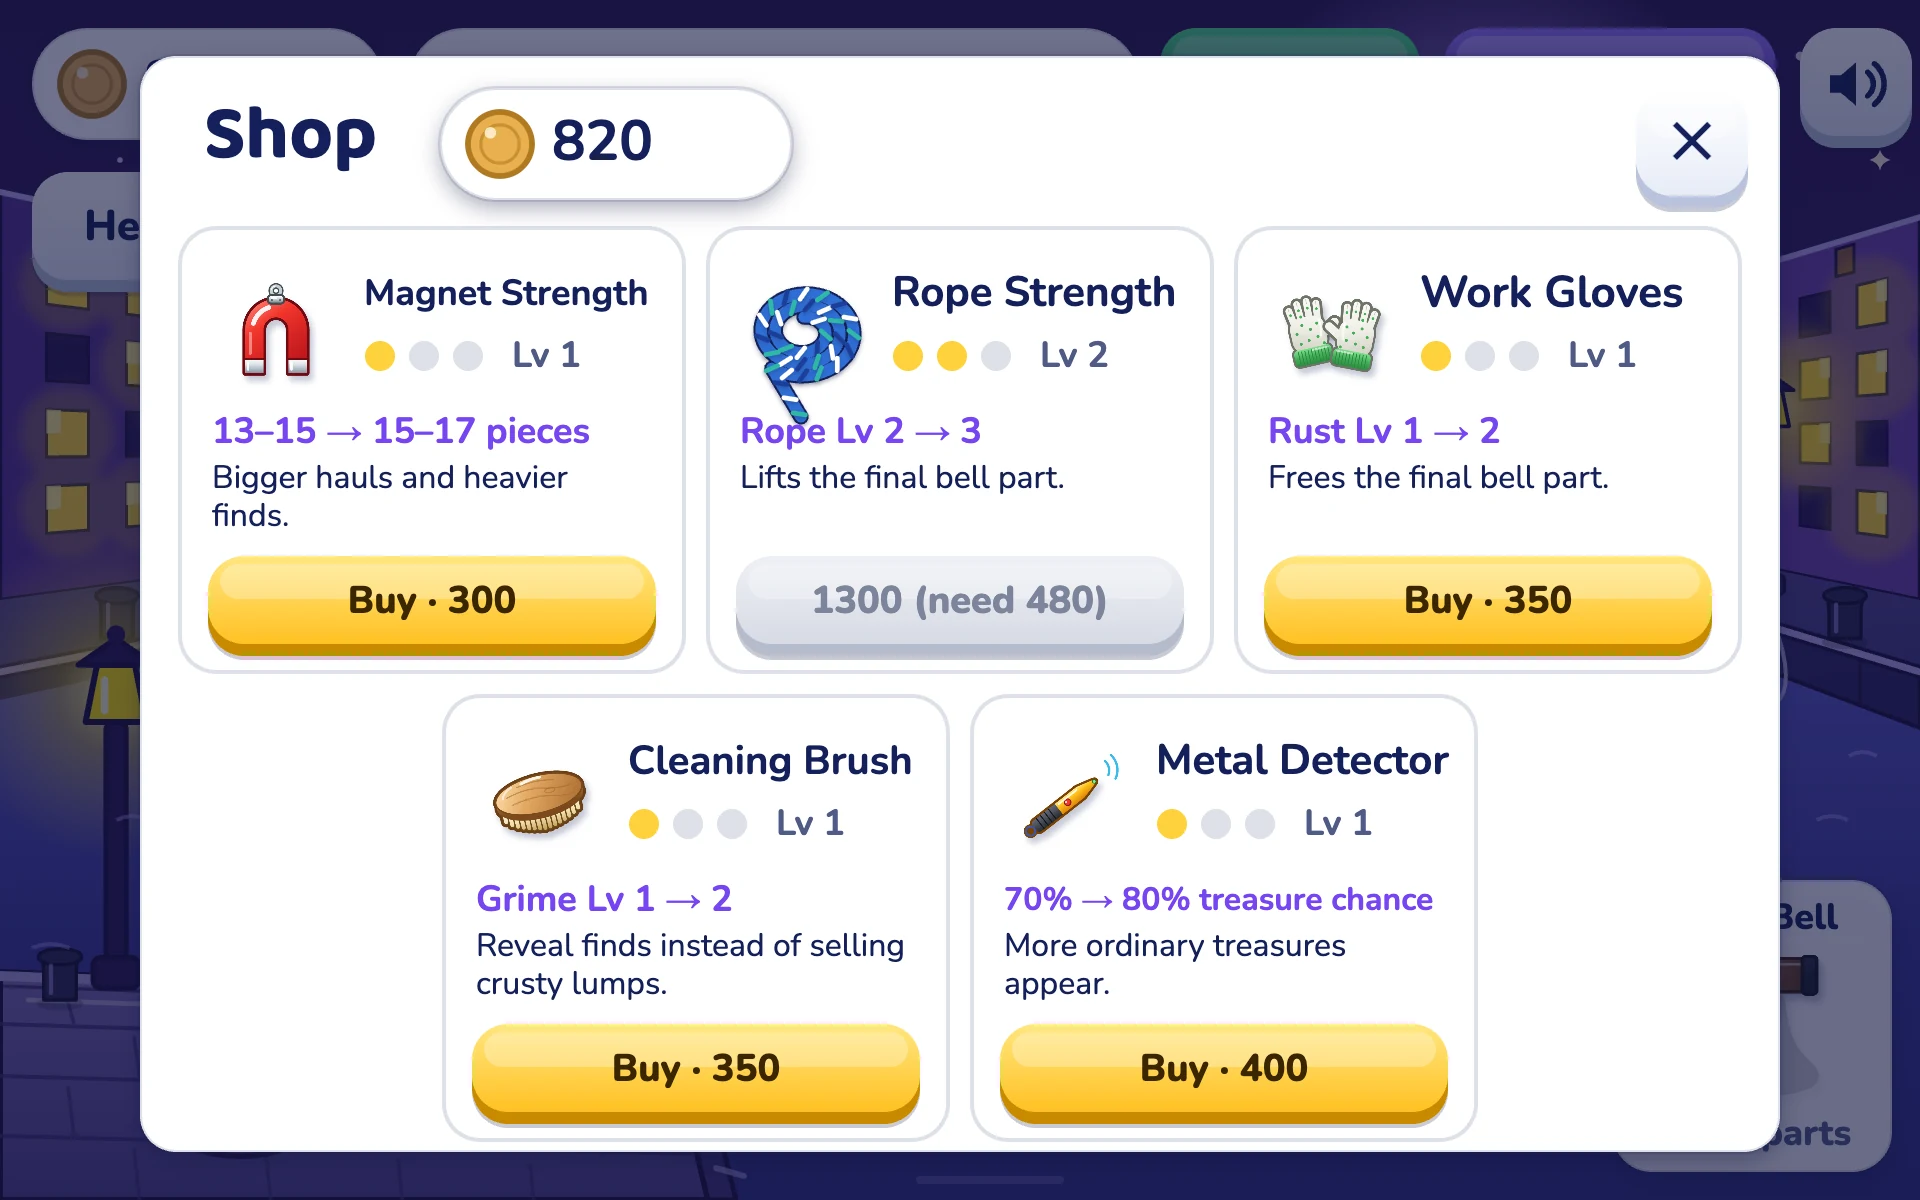 Shop
820
He
Magnet Strength
Lv 1
13–15 → 15–17 pieces
Bigger hauls and heavier
finds.
Buy · 300
Rope Strength
Lv 2
Rope Lv 2 → 3
Lifts the final bell part.
1300 (need 480)
Work Gloves
Lv 1
Rust Lv 1 → 2
Frees the final bell part.
Buy · 350
Cleaning Brush
Lv 1
Grime Lv 1 → 2
Reveal finds instead of selling
crusty lumps.
Buy · 350
Metal Detector
Lv 1
70% → 80% treasure chance
More ordinary treasures
appear.
Buy · 400
Bell
parts